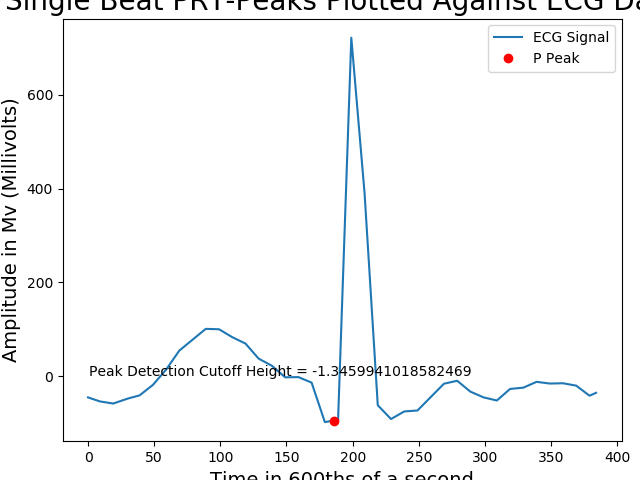 Single Beat PRT-Peaks Plotted Against ECG Da
ECG Signal
P Peak
Amplitude in Mv (Millivolts)
600
400
200
0
Peak Detection Cutoff Height = -1.3459941018582469
0 50 100 150 200 250 300 350 400
Time in 600ths of a second